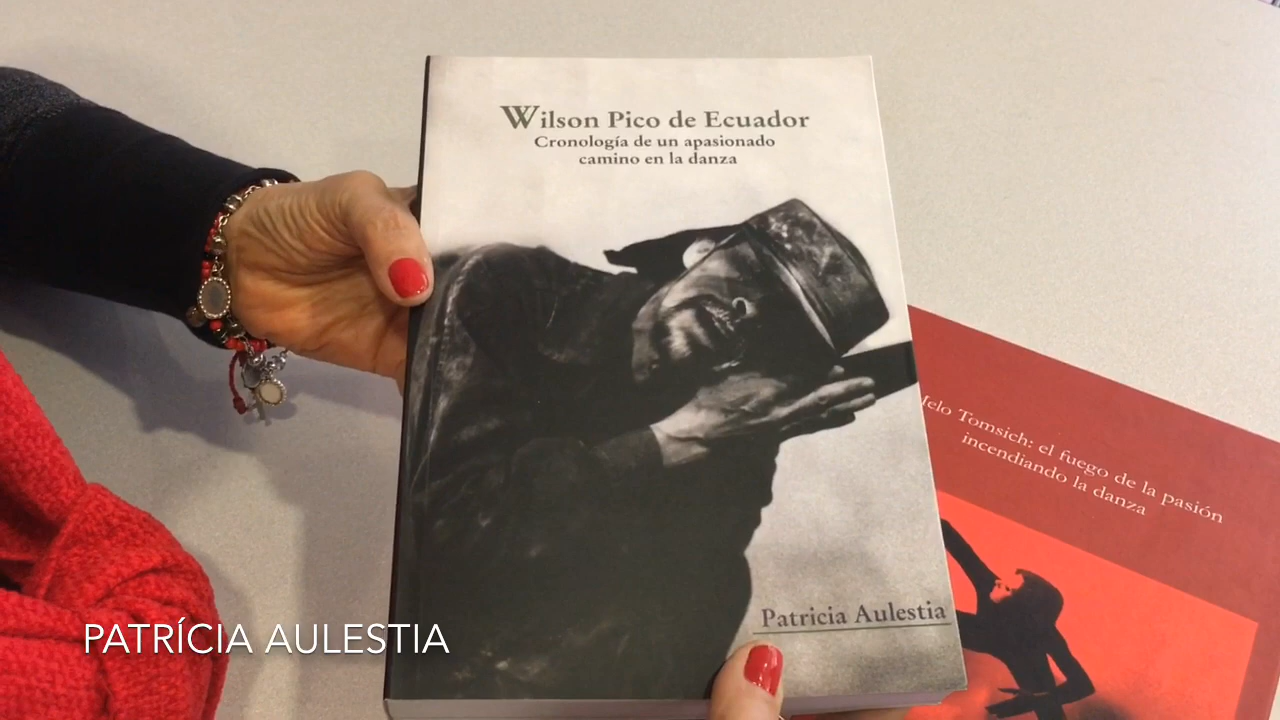 Wilson Pico de Ecuador
Cronología de un apasionado
camino en la danza
Patricia Aulestia
Tomsich: el fuego de la pasión
incendiando la danza
PATRÍCIA AULESTIA